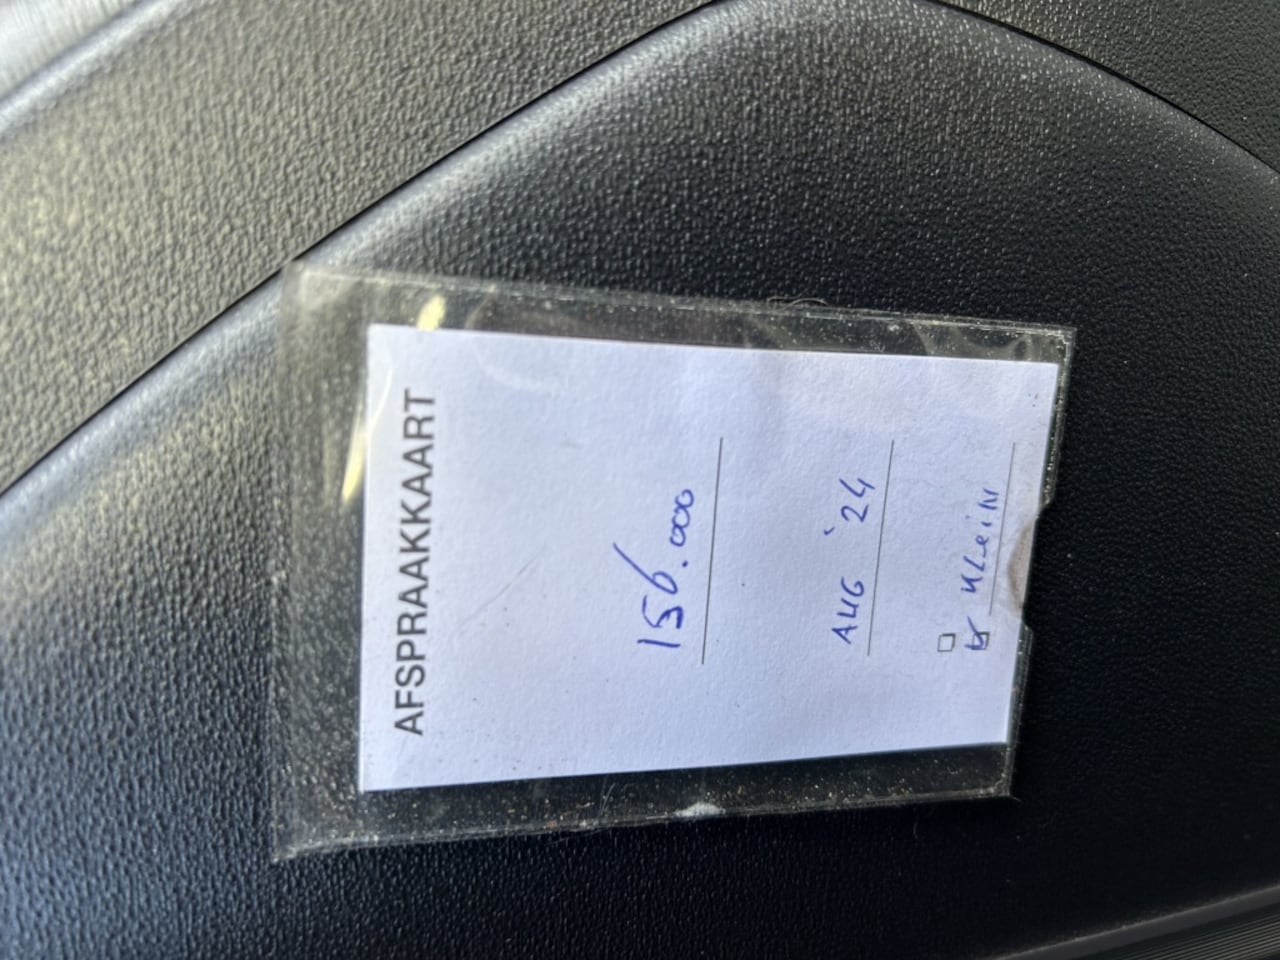 AFSPRAAKKAART
156.000
AUG '24
KLEIN